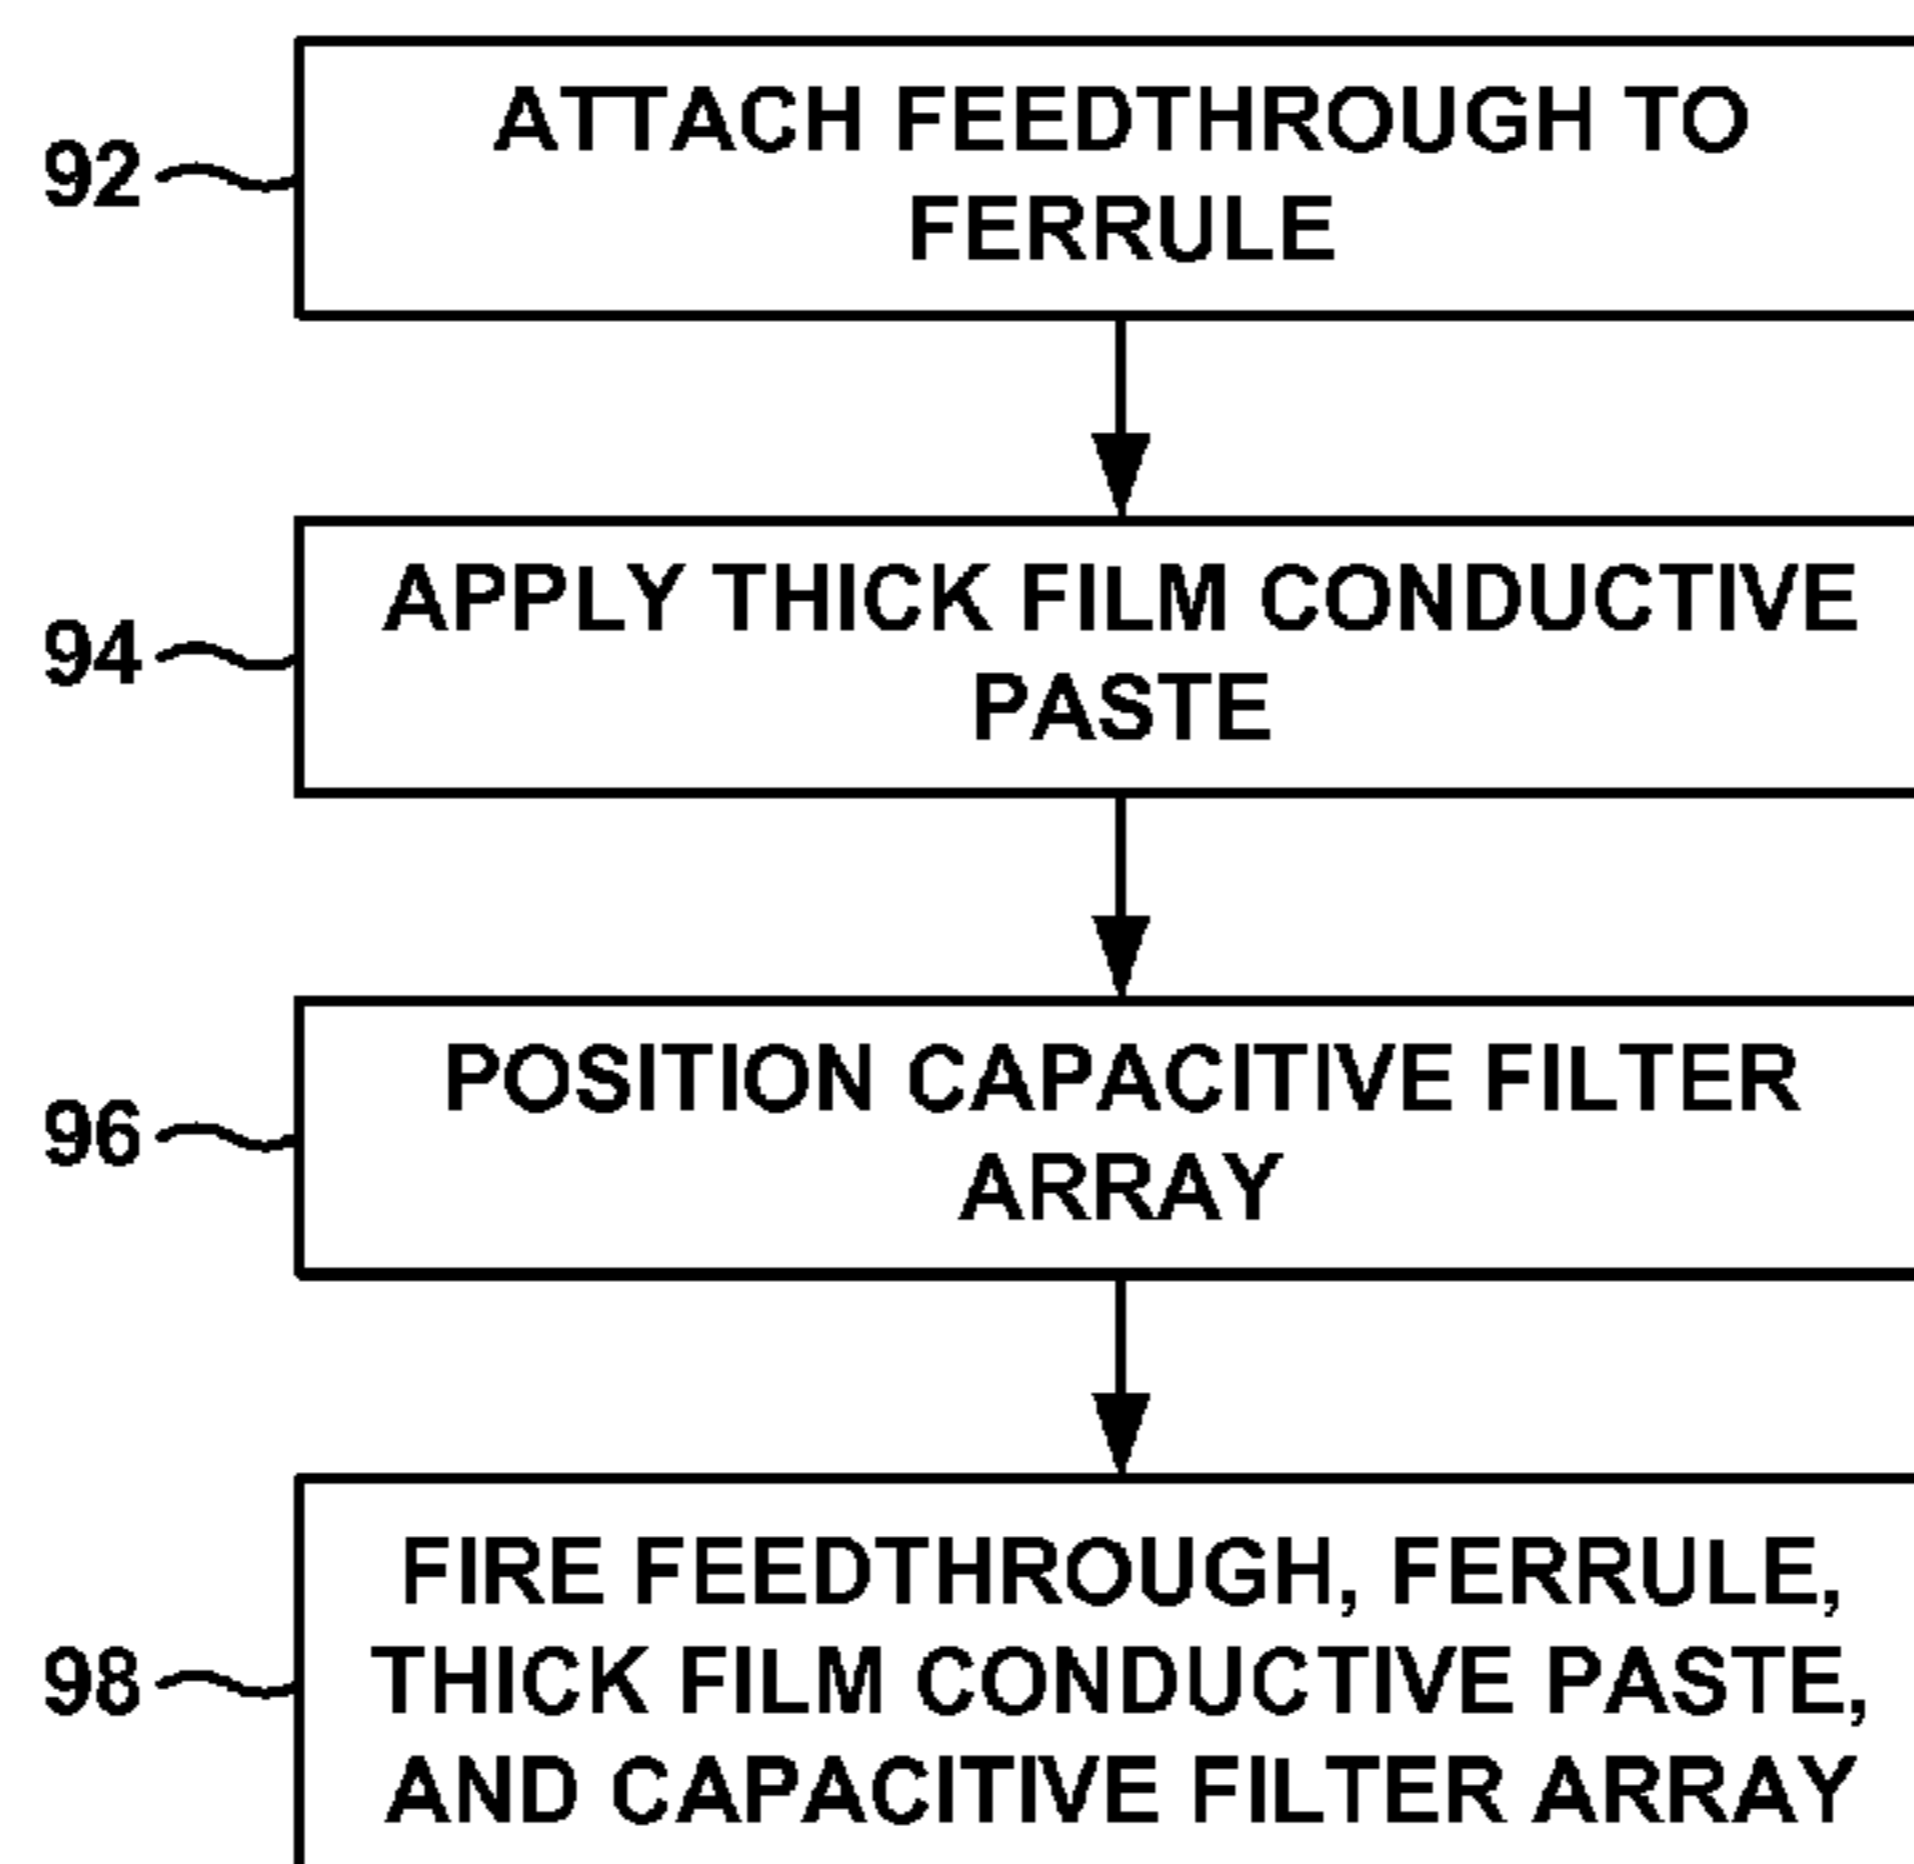 92
ATTACH FEEDTHROUGH TO
FERRULE
94
APPLY THICK FILM CONDUCTIVE
PASTE
96
POSITION CAPACITIVE FILTER
ARRAY
98
FIRE FEEDTHROUGH, FERRULE,
THICK FILM CONDUCTIVE PASTE,
AND CAPACITIVE FILTER ARRAY